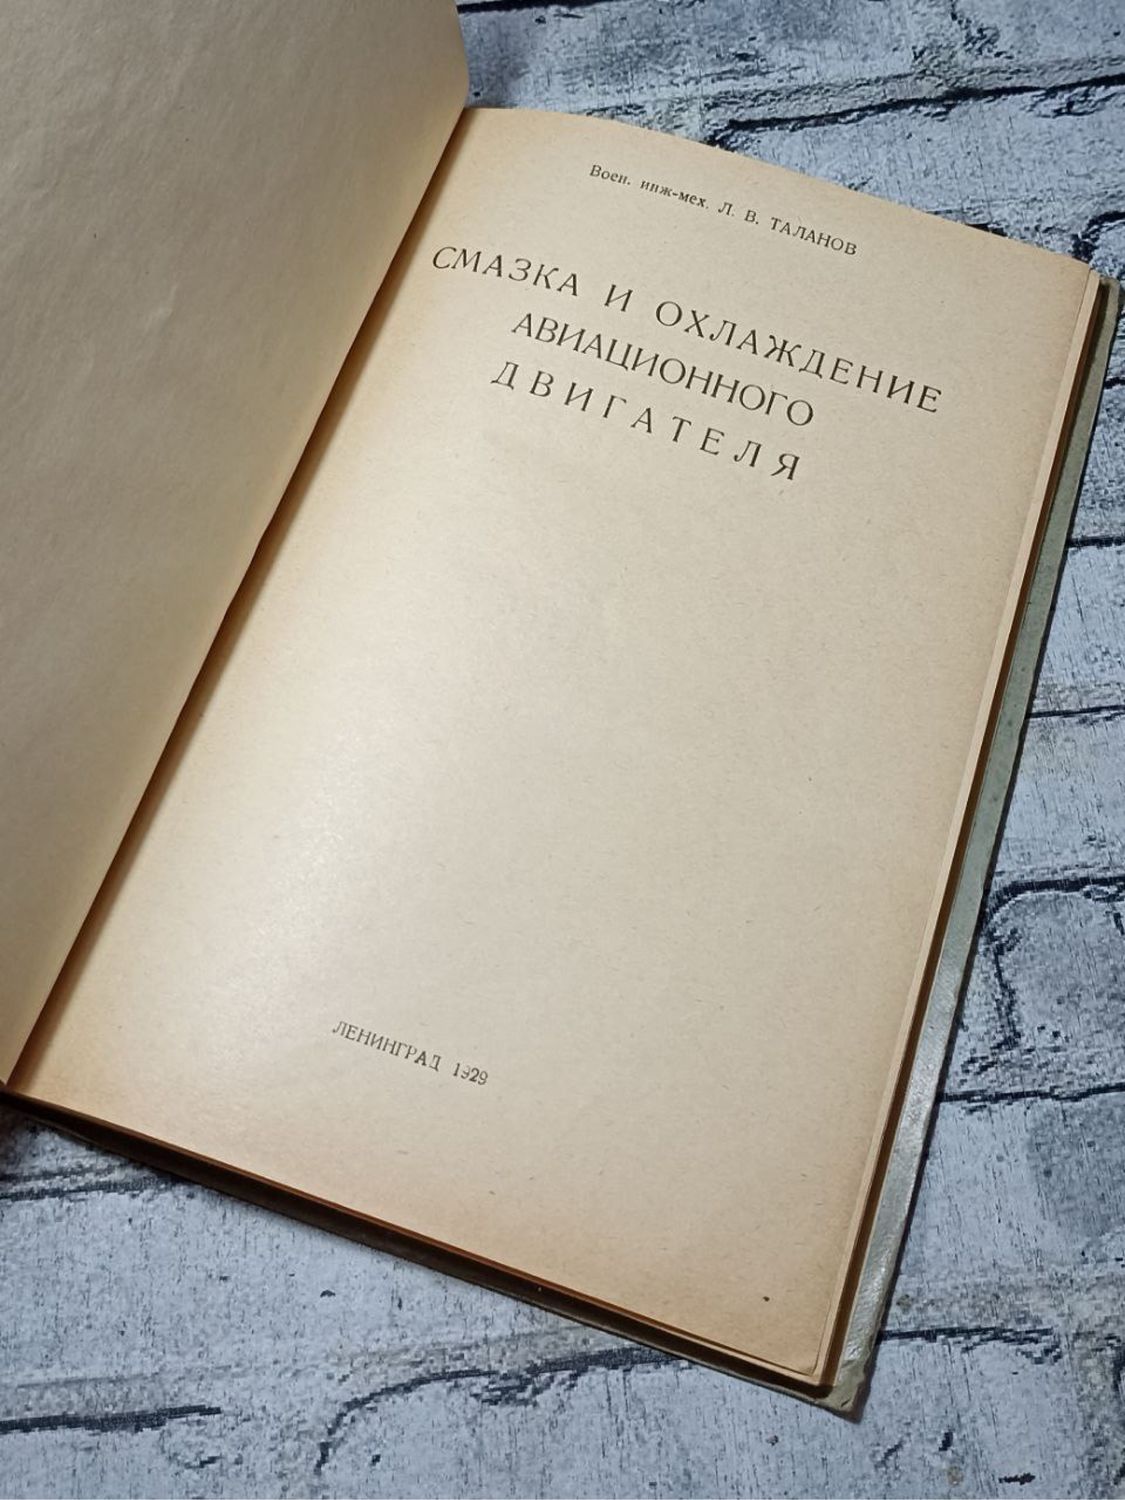 Воен. инж-мех. Л. В. ТАЛАНОВ
СМАЗКА И ОХЛАЖДЕНИЕ
АВИАЦИОННОГО
ДВИГАТЕЛЯ
ЛЕНИНГРАД 1929